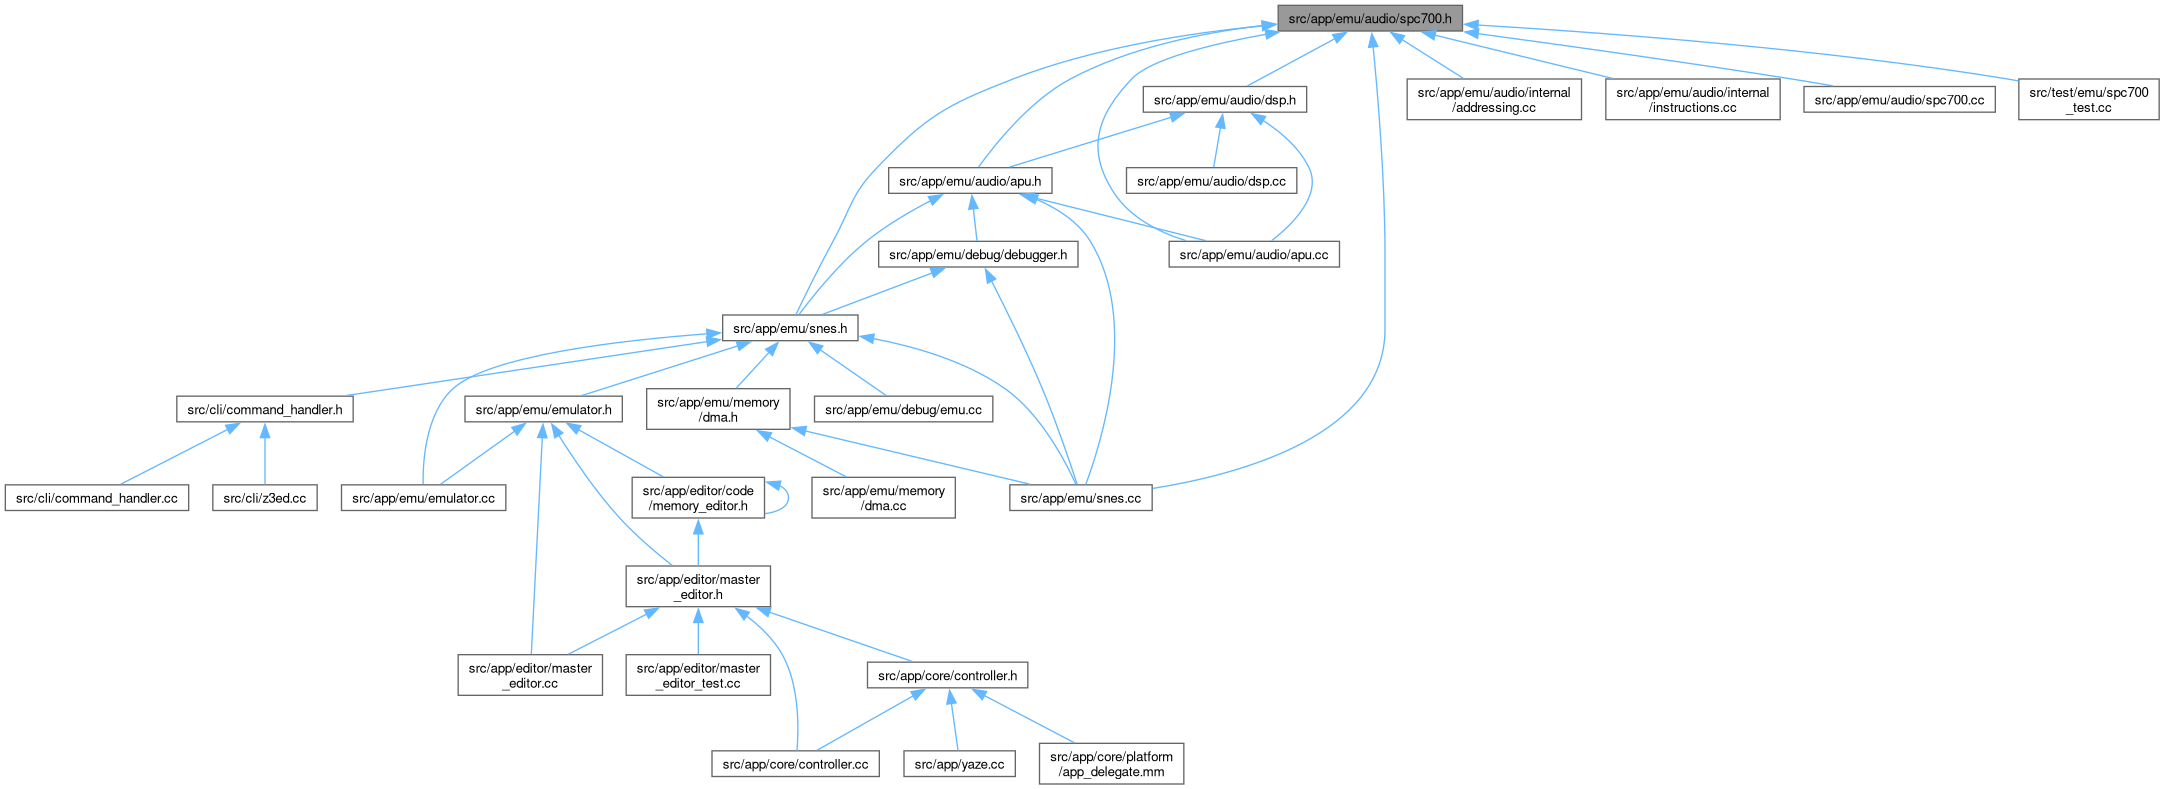 src/app/emu/audio/spc700.h
src/app/emu/audio/dsp.h
src/app/emu/audio/internal
/addressing.cc
src/app/emu/audio/internal
/instructions.cc
src/app/emu/audio/spc700.cc
src/test/emu/spc700
_test.cc
src/app/emu/audio/apu.h
src/app/emu/audio/dsp.cc
src/app/emu/debug/debugger.h
src/app/emu/audio/apu.cc
src/app/emu/snes.h
src/cli/command_handler.h
src/app/emu/emulator.h
src/app/emu/memory
/dma.h
src/app/emu/debug/emu.cc
src/cli/command_handler.cc
src/cli/z3ed.cc
src/app/emu/emulator.cc
src/app/editor/code
/memory_editor.h
src/app/emu/memory
/dma.cc
src/app/emu/snes.cc
src/app/editor/master
_editor.h
src/app/editor/master
_editor.cc
src/app/editor/master
_editor_test.cc
src/app/core/controller.h
src/app/core/controller.cc
src/app/yaze.cc
src/app/core/platform
/app_delegate.mm